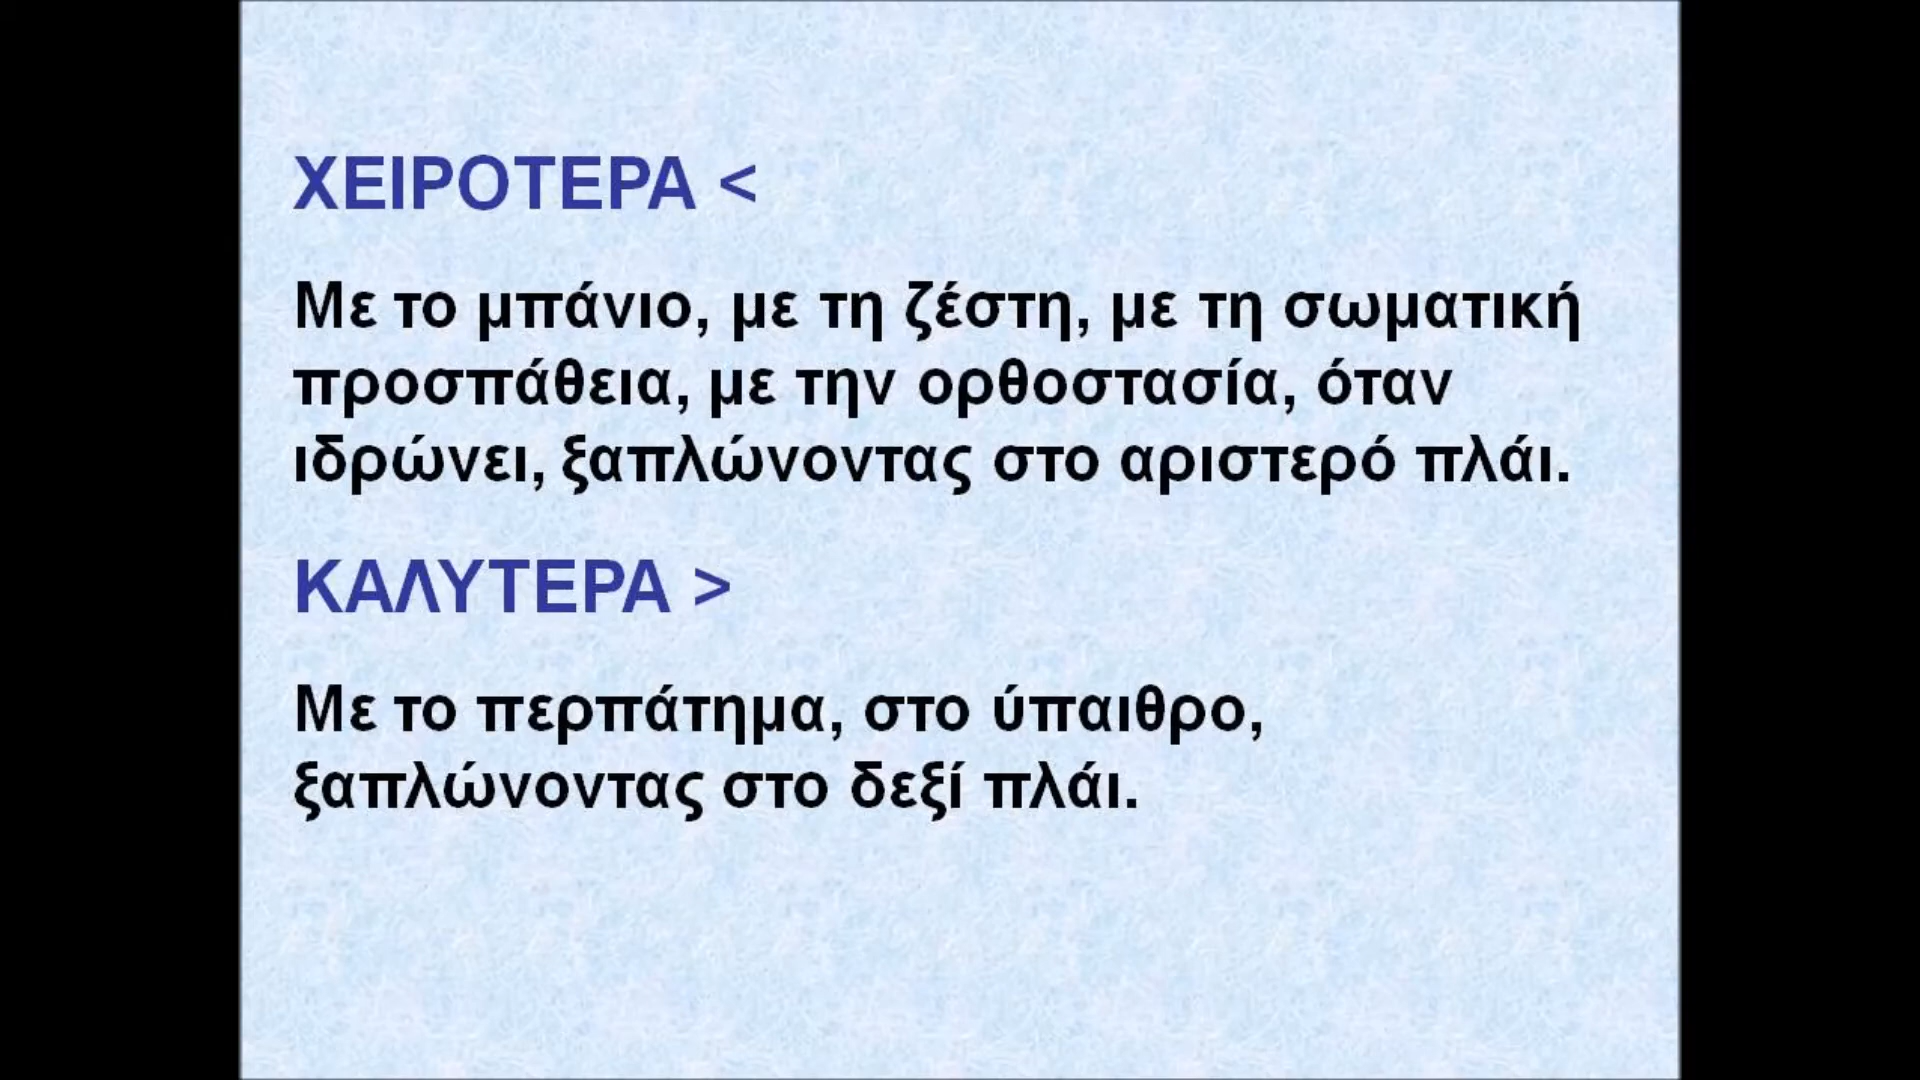 ΧΕΙΡΟΤΕΡΑ <
Με το μπάνιο, με τη ζέστη, με τη σωματική
προσπάθεια, με την ορθοστασία, όταν
ιδρώνει, ξαπλώνοντας στο αριστερό πλάι.
ΚΑΛΥΤΕΡΑ >
Με το περπάτημα, στο ύπαιθρο,
ξαπλώνοντας στο δεξί πλάι.